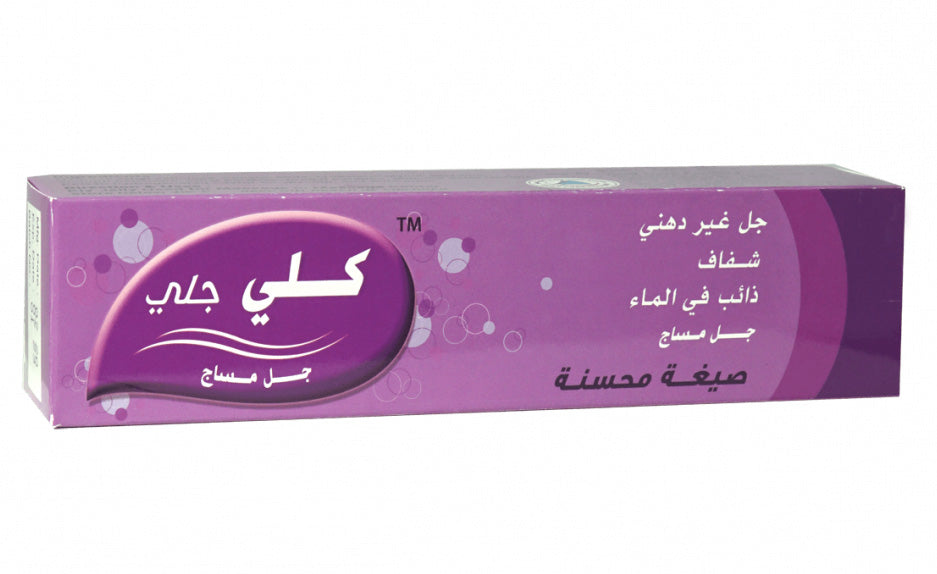 كلي جلي
TM
جل مساج
جل غير دهني
شفاف
ذائب في الماء
جل مساج
صيغة محسنة